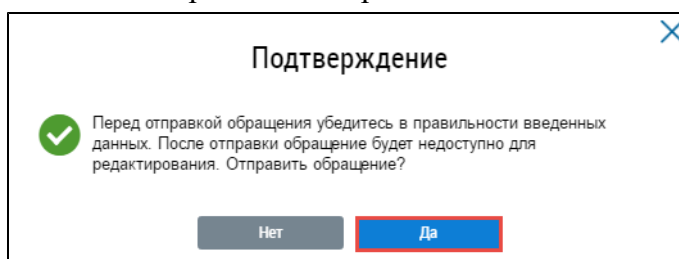 Подтверждение
Перед отправкой обращения убедитесь в правильности введенных
данных. После отправки обращение будет недоступно для
редактирования. Отправить обращение?
Нет
Да